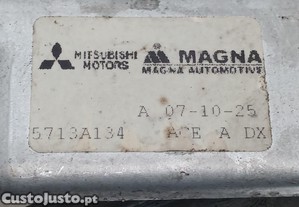 MITSUBISHI MOTORS
MAGNA
MAGNA AUTOMOTIVE
A 07-10-25
5713A134 ACE A DX
CustoJusto.pt